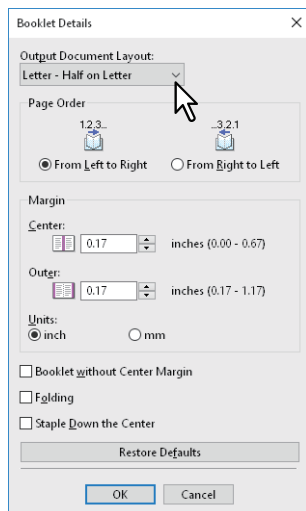 Booklet Details
Output Document Layout:
Letter - Half on Letter
Page Order
1,2,3... ...3,2,1
From Left to Right From Right to Left
Margin
Center:
0.17 inches (0.00 - 0.67)
Outer:
0.17 inches (0.17 - 1.17)
Units:
inch mm
Booklet without Center Margin
Folding
Staple Down the Center
Restore Defaults
OK Cancel